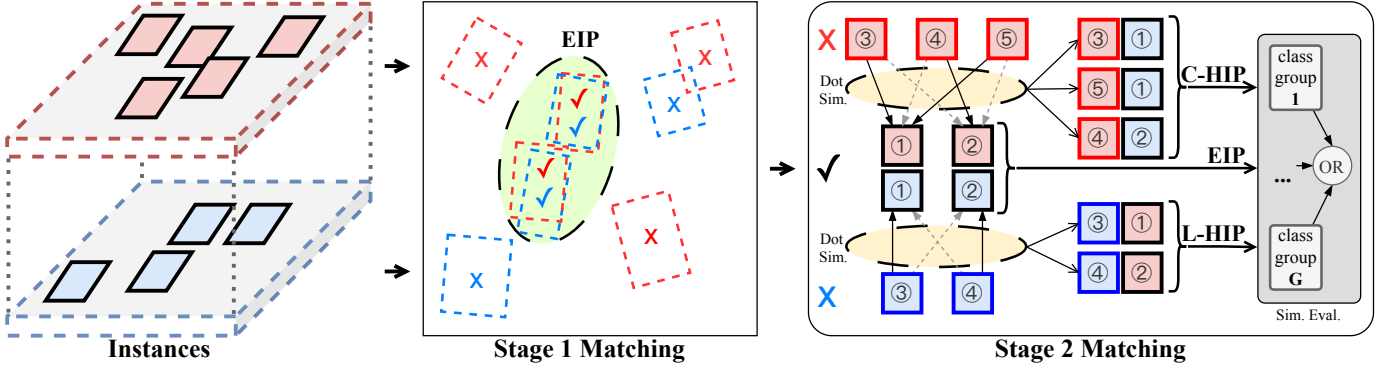 Instances
EIP
X
X
X
X
X
✓
✓
✓
✓
Stage 1 Matching
X ③ ④ ⑤
Dot
Sim.
③ ①
⑤ ①
④ ②
C-HIP
① ②
✓
① ②
EIP
Dot
Sim.
③ ①
④ ②
L-HIP
X ③ ④
class
group
1
...
OR
class
group
G
Sim. Eval.
Stage 2 Matching